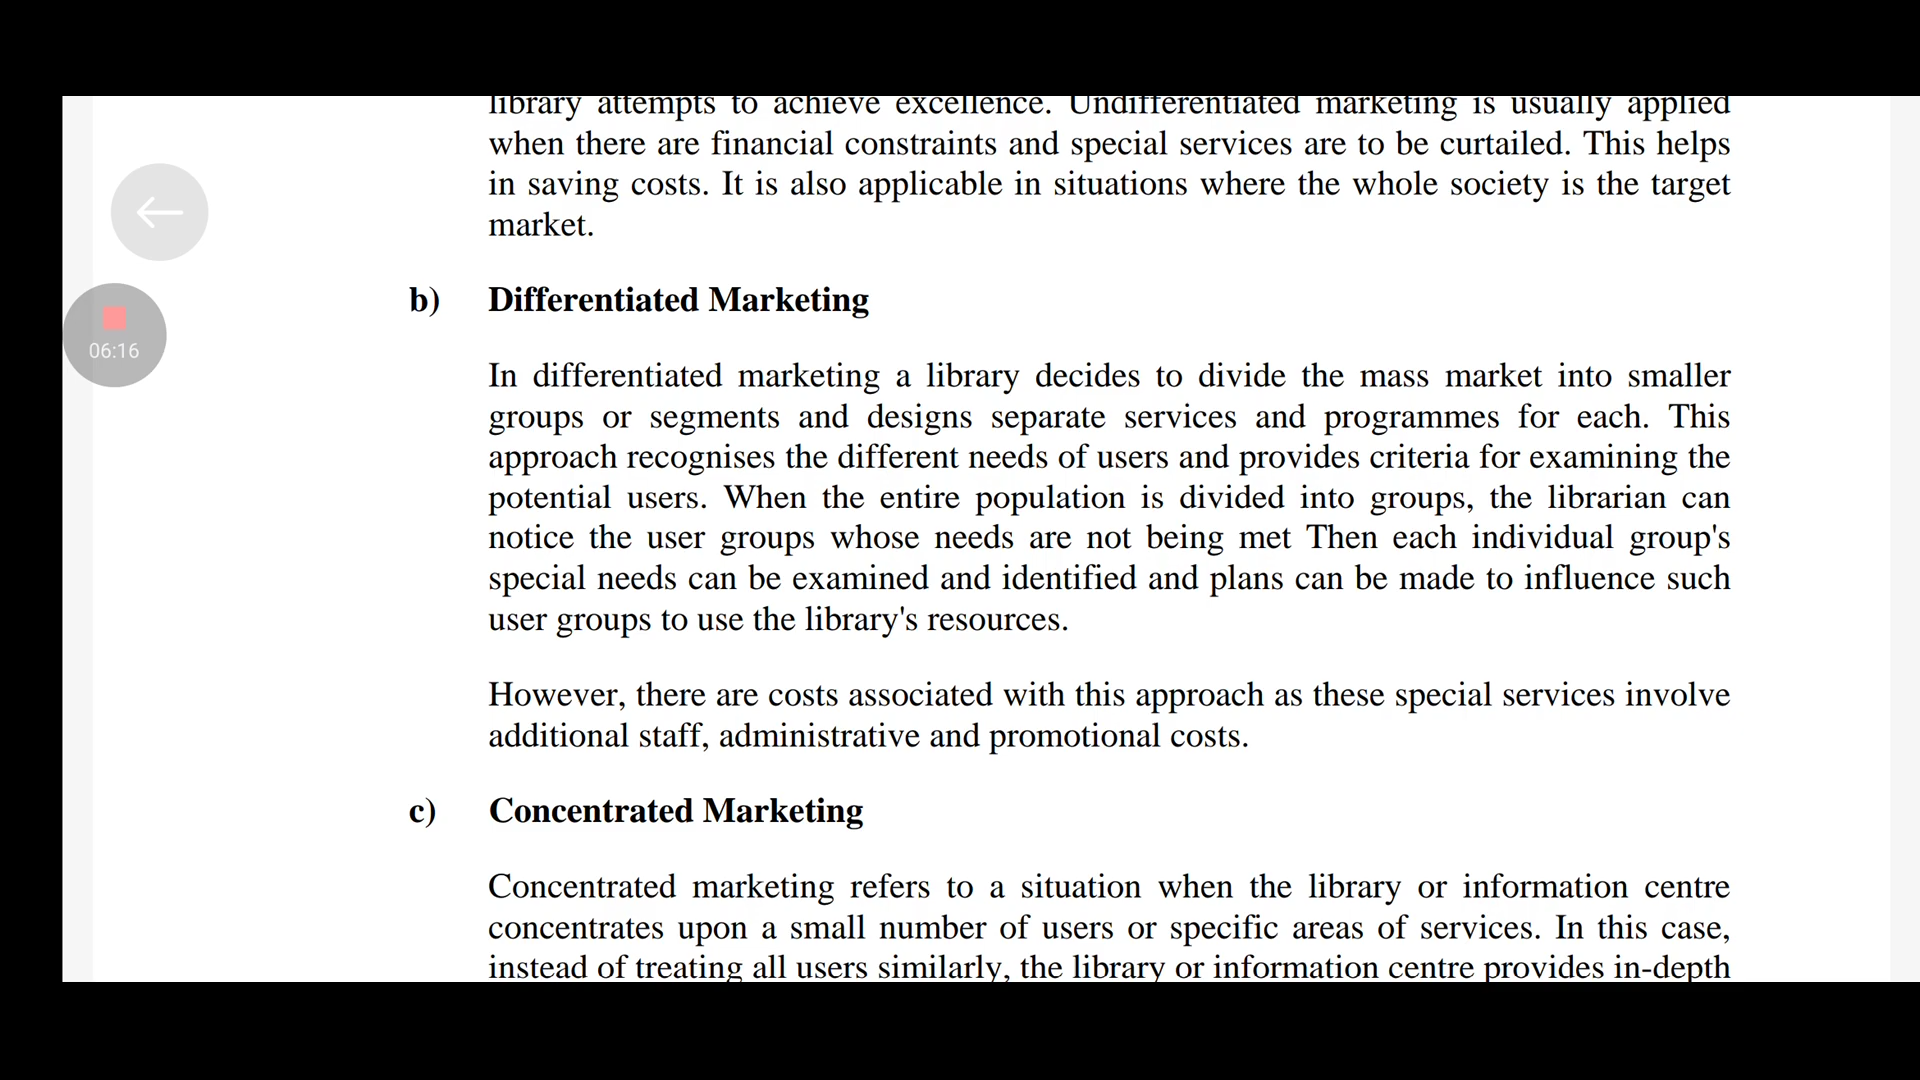 library attempts to achieve excellence. Undifferentiated marketing is usually applied
when there are financial constraints and special services are to be curtailed. This helps
in saving costs. It is also applicable in situations where the whole society is the target
market.
b) Differentiated Marketing
06:16
In differentiated marketing a library decides to divide the mass market into smaller
groups or segments and designs separate services and programmes for each. This
approach recognises the different needs of users and provides criteria for examining the
potential users. When the entire population is divided into groups, the librarian can
notice the user groups whose needs are not being met Then each individual group's
special needs can be examined and identified and plans can be made to influence such
user groups to use the library's resources.
However, there are costs associated with this approach as these special services involve
additional staff, administrative and promotional costs.
c) Concentrated Marketing
Concentrated marketing refers to a situation when the library or information centre
concentrates upon a small number of users or specific areas of services. In this case,
instead of treating all users similarly, the library or information centre provides in-depth